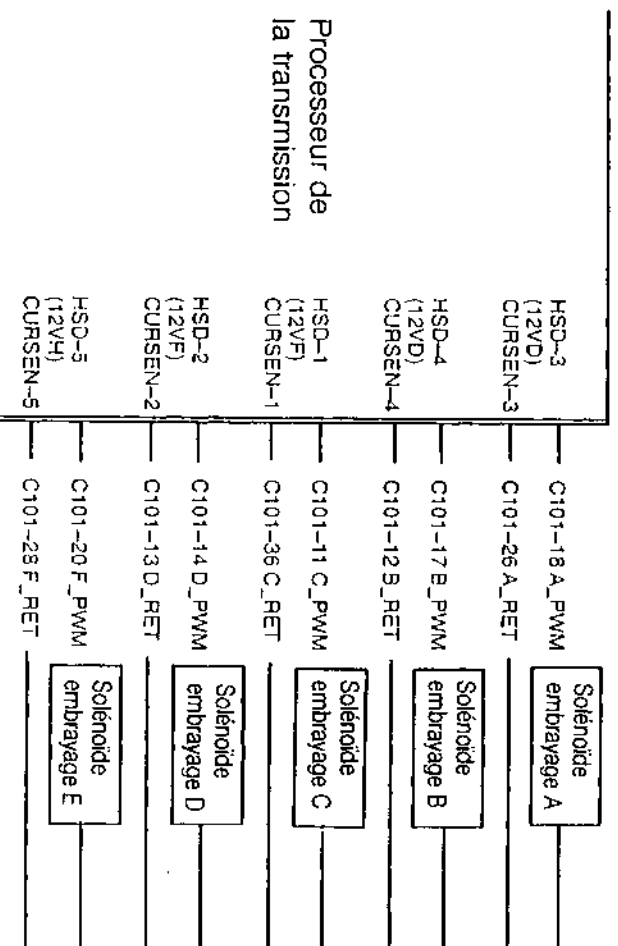 Processeur de
la transmission
HSD–3
(12VD)
CURSEN–3
C101–18 A_PWM
C101–26 A_RET
Solénoïde
embrayage A
HSD–4
(12VD)
CURSEN–4
C101–17 B_PWM
C101–12 B_RET
Solénoïde
embrayage B
HSD–1
(12VF)
CURSEN–1
C101–11 C_PWM
C101–36 C_RET
Solénoïde
embrayage C
HSD–2
(12VF)
CURSEN–2
C101–14 D_PWM
C101–13 D_RET
Solénoïde
embrayage D
HSD–5
(12VH)
CURSEN–5
C101–20 F_PWM
C101–28 F_RET
Solénoïde
embrayage E